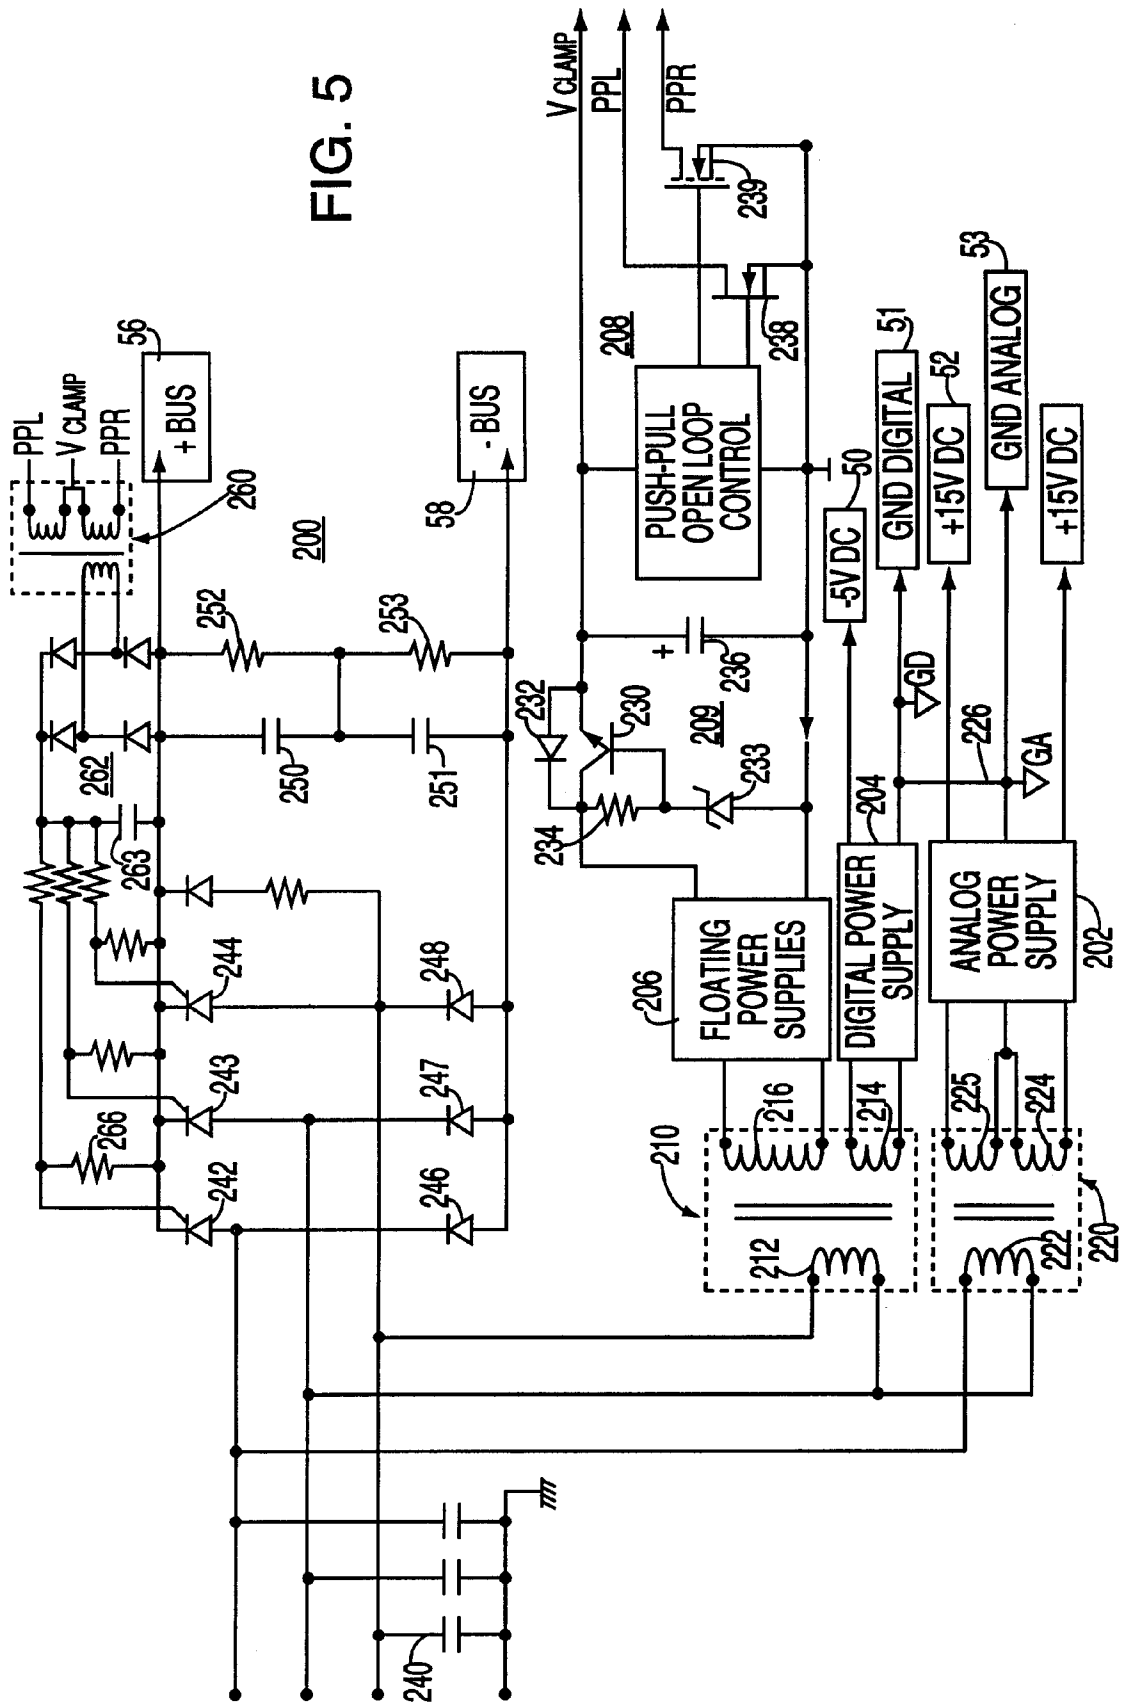 FIG. 5
PPL
V CLAMP
PPR
56
+ BUS
260
200
262
263
252
253
250
251
- BUS
58
266
242
243
244
246
247
248
240
V CLAMP
PPL
PPR
239
238
208
PUSH-PULL
OPEN LOOP
CONTROL
232
230
234
209
233
+
236
206
FLOATING
POWER
SUPPLIES
-5V DC
50
204
DIGITAL POWER
SUPPLY
GND DIGITAL
51
GD
+15V DC
52
226
GND ANALOG
53
GA
+15V DC
ANALOG
POWER
SUPPLY
202
210
212
216
214
225
224
222
220